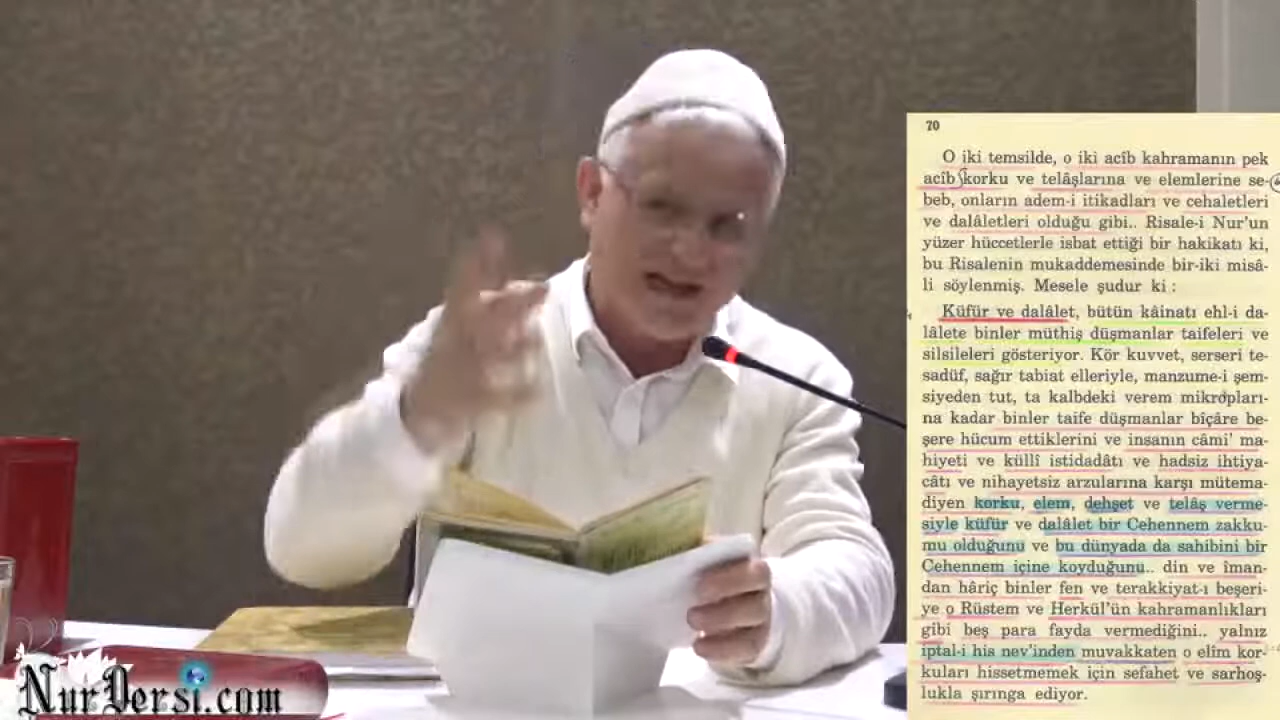 70
O iki temsilde, o iki acîb kahramanın pek
acîb korku ve telâşlarına ve elemlerine se-
beb, onların adem-i itikadları ve cehaletleri
ve dalâletleri olduğu gibi.. Risale-i Nur'un
yüzer hüccetlerle isbat ettiği bir hakikatı ki,
bu Risalenin mukaddemesinde bir-iki misâ-
li söylenmiş. Mesele şudur ki :
Küfür ve dalâlet, bütün kâinatı ehl-i da-
lâlete binler müthiş düşmanlar taifeleri ve
silsileleri gösteriyor. Kör kuvvet, serseri te-
sadüf, sağır tabiat elleriyle, manzume-i şem-
siyeden tut, ta kalbdeki verem mikropları-
na kadar binler taife düşmanlar bîçâre be-
şere hücum ettiklerini ve insanın câmi' ma-
hiyeti ve küllî istidadâtı ve hadsiz ihtiya-
câtı ve nihayetsiz arzularına karşı mütema-
diyen korku, elem, dehşet ve telâş verme-
siyle küfür ve dalâlet bir Cehennem zakku-
mu olduğunu ve bu dünyada da sahibini bir
Cehennem içine koyduğunu.. din ve îman-
dan hâriç binler fen ve terakkiyat-ı beşeri-
ye o Rüstem ve Herkül'ün kahramanlıkları
gibi beş para fayda vermediğini.. yalnız
iptal-i his nev'inden muvakkaten o elîm kor-
kuları hissetmemek için sefahet ve sarhoş-
lukla şırınga ediyor.
NurDersi.com